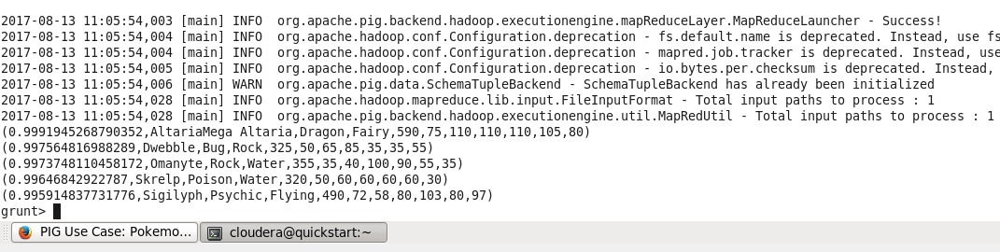 2017-08-13 11:05:54,003 [main] INFO  org.apache.pig.backend.hadoop.executionengine.mapReduceLayer.MapReduceLauncher - Success!
2017-08-13 11:05:54,004 [main] INFO  org.apache.hadoop.conf.Configuration.deprecation - fs.default.name is deprecated. Instead, use fs
2017-08-13 11:05:54,004 [main] INFO  org.apache.hadoop.conf.Configuration.deprecation - mapred.job.tracker is deprecated. Instead, use
2017-08-13 11:05:54,005 [main] INFO  org.apache.hadoop.conf.Configuration.deprecation - io.bytes.per.checksum is deprecated. Instead,
2017-08-13 11:05:54,006 [main] WARN  org.apache.pig.data.SchemaTupleBackend - SchemaTupleBackend has already been initialized
2017-08-13 11:05:54,028 [main] INFO  org.apache.hadoop.mapreduce.lib.input.FileInputFormat - Total input paths to process : 1
2017-08-13 11:05:54,028 [main] INFO  org.apache.pig.backend.hadoop.executionengine.util.MapRedUtil - Total input paths to process : 1
(0.9991945268790352,AltariaMega Altaria,Dragon,Fairy,590,75,110,110,110,105,80)
(0.997564816988289,Dwebble,Bug,Rock,325,50,65,85,35,35,55)
(0.9973748110458172,Omanyte,Rock,Water,355,35,40,100,90,55,35)
(0.99646842922787,Skrelp,Poison,Water,320,50,60,60,60,60,30)
(0.995914837731776,Sigilyph,Psychic,Flying,490,72,58,80,103,80,97)
grunt>
PIG Use Case: Pokemo...
cloudera@quickstart:~